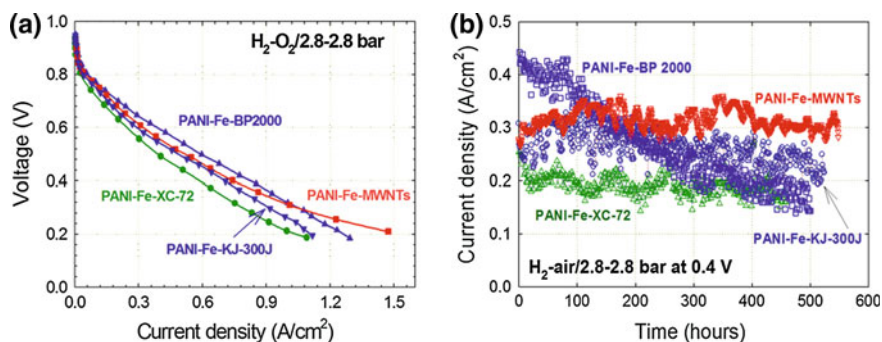 (a)
H₂-O₂/2.8-2.8 bar
PANI-Fe-BP2000
PANI-Fe-XC-72
PANI-Fe-MWNTs
PANI-Fe-KJ-300J
Voltage (V)
1.0
0.8
0.6
0.4
0.2
0.0
0.0 0.3 0.6 0.9 1.2 1.5
Current density (A/cm²)
(b)
PANI-Fe-BP 2000
PANI-Fe-MWNTs
PANI-Fe-XC-72
PANI-Fe-KJ-300J
H₂-air/2.8-2.8 bar at 0.4 V
Current density (A/cm²)
0.5
0.4
0.3
0.2
0.1
0.0
0 100 200 300 400 500 600
Time (hours)